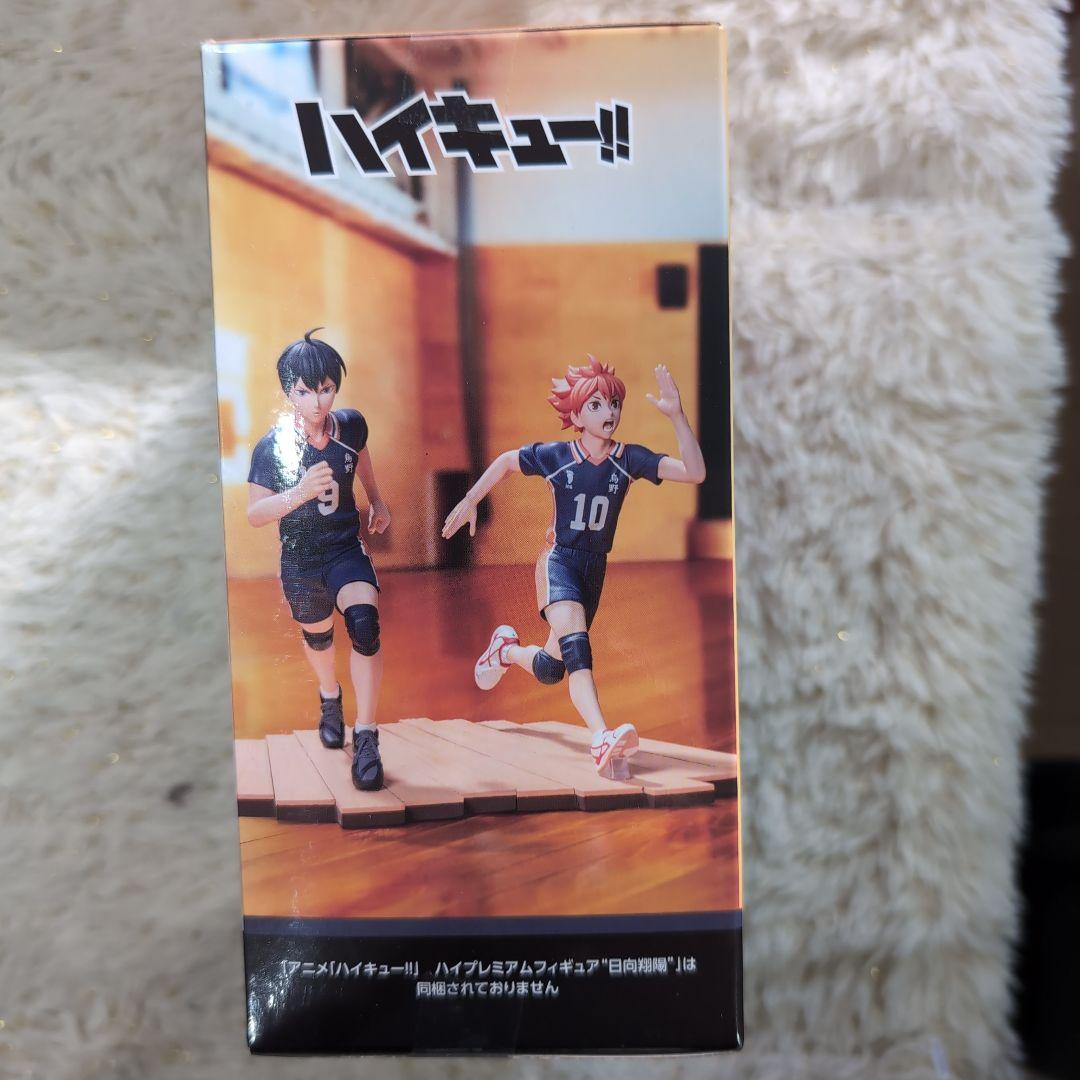 ハイキュー!!
烏野
9
烏野
10
「アニメ「ハイキュー!!」 ハイプレミアムフィギュア“日向翔陽”」は
同梱されておりません